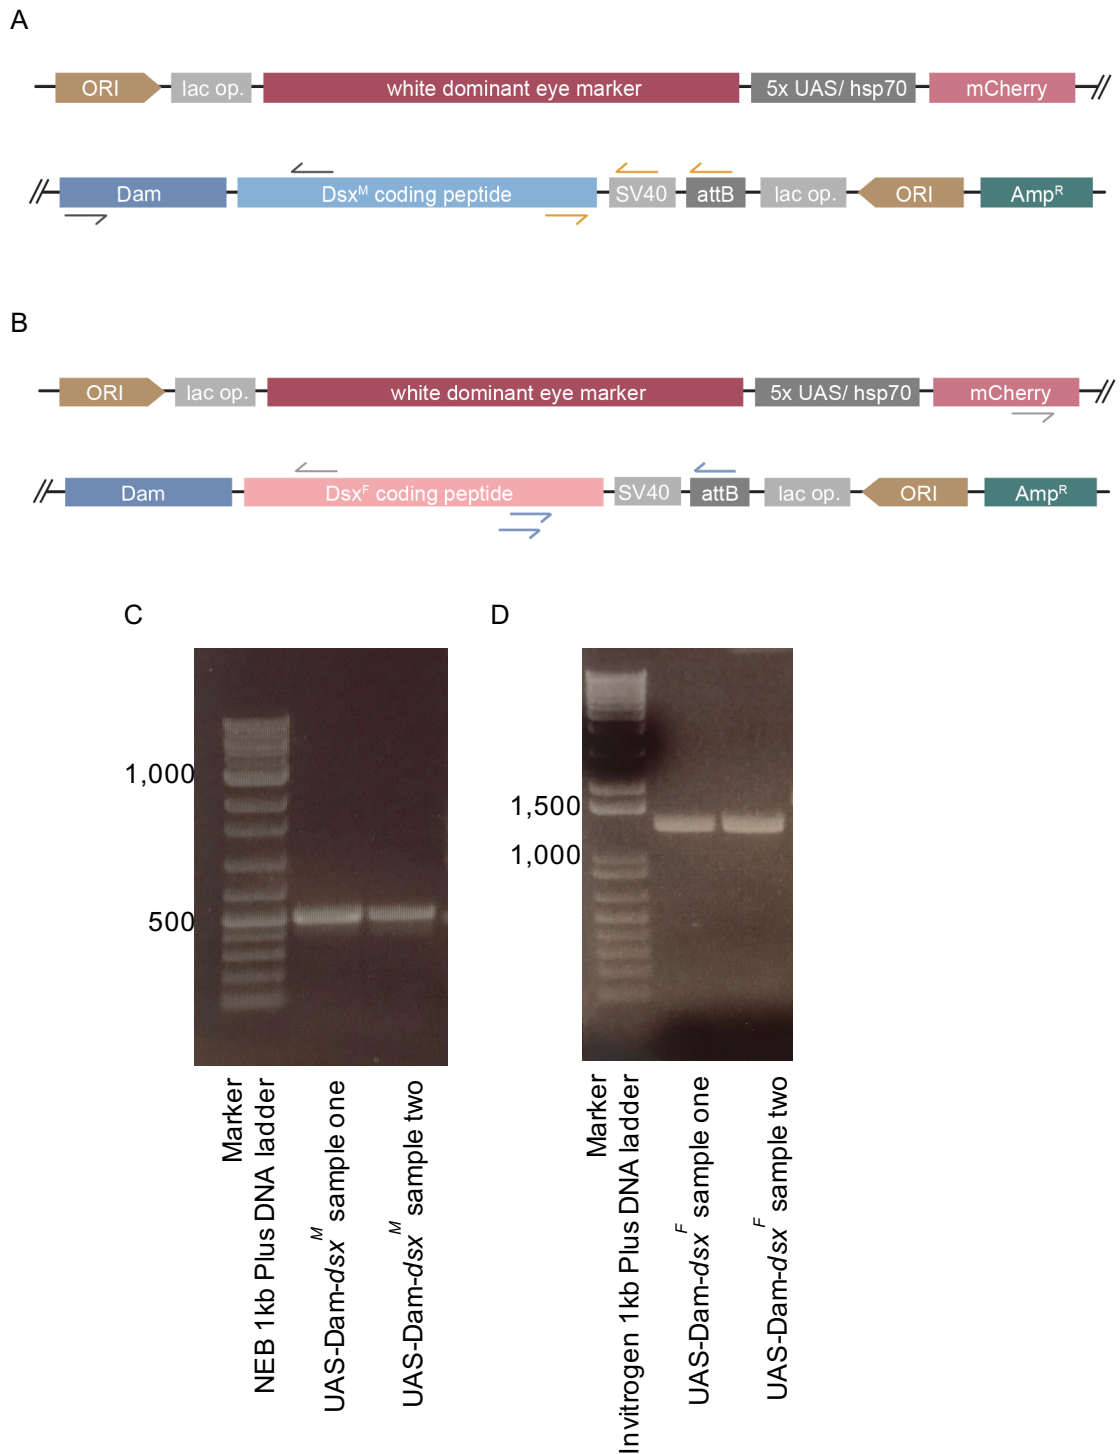 A
ORI lac op. white dominant eye marker 5x UAS/ hsp70 mCherry
Dam Dsxᴹ coding peptide SV40 attB lac op. ORI Ampᴿ
B
ORI lac op. white dominant eye marker 5x UAS/ hsp70 mCherry
Dam DsxF coding peptide SV40 attB lac op. ORI Ampᴿ
C
D
1,000
500
1,500
1,000
Marker
NEB 1kb Plus DNA ladder
UAS-Dam-dsxᴹ sample one
UAS-Dam-dsxᴹ sample two
Marker
Invitrogen 1kb Plus DNA ladder
UAS-Dam-dsxF sample one
UAS-Dam-dsxF sample two